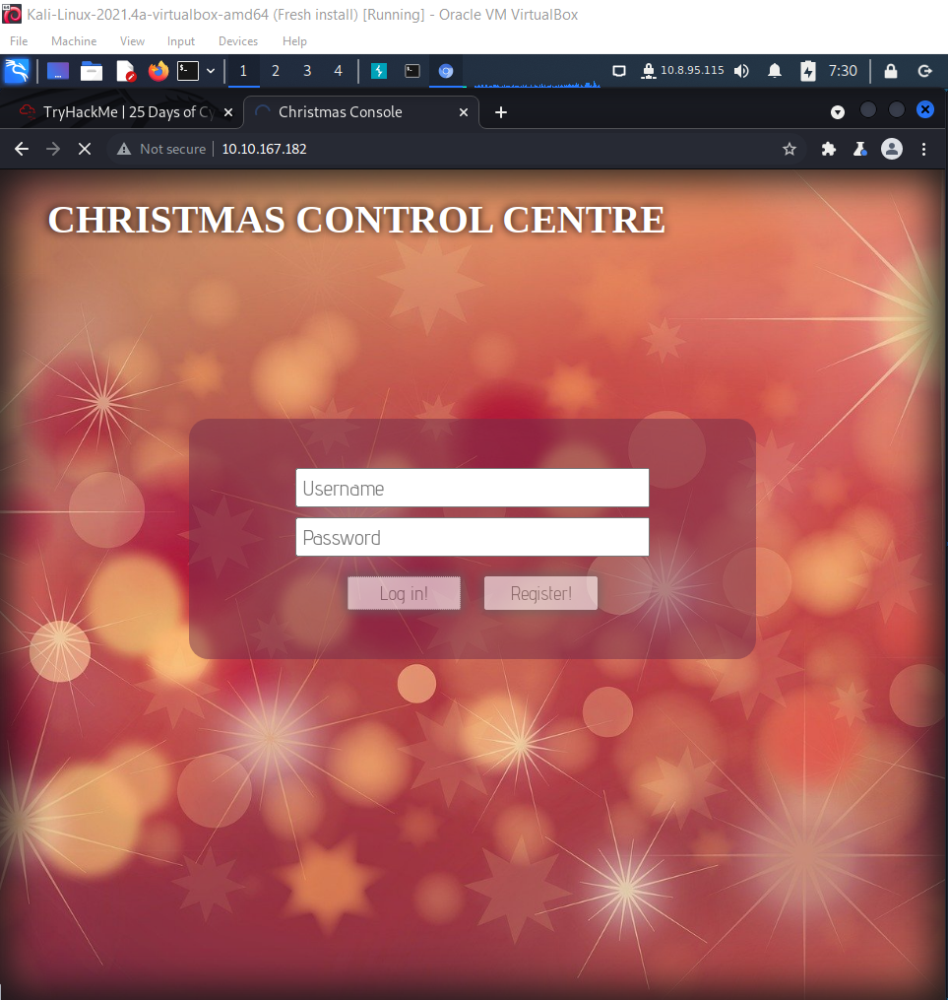 Kali-Linux-2021.4a-virtualbox-amd64 (Fresh install) [Running] - Oracle VM VirtualBox
File Machine View Input Devices Help
1 2 3 4 10.8.95.115 7:30
TryHackMe | 25 Days of Cy Christmas Console
Not secure 10.10.167.182
CHRISTMAS CONTROL CENTRE
Username
Password
Log in! Register!